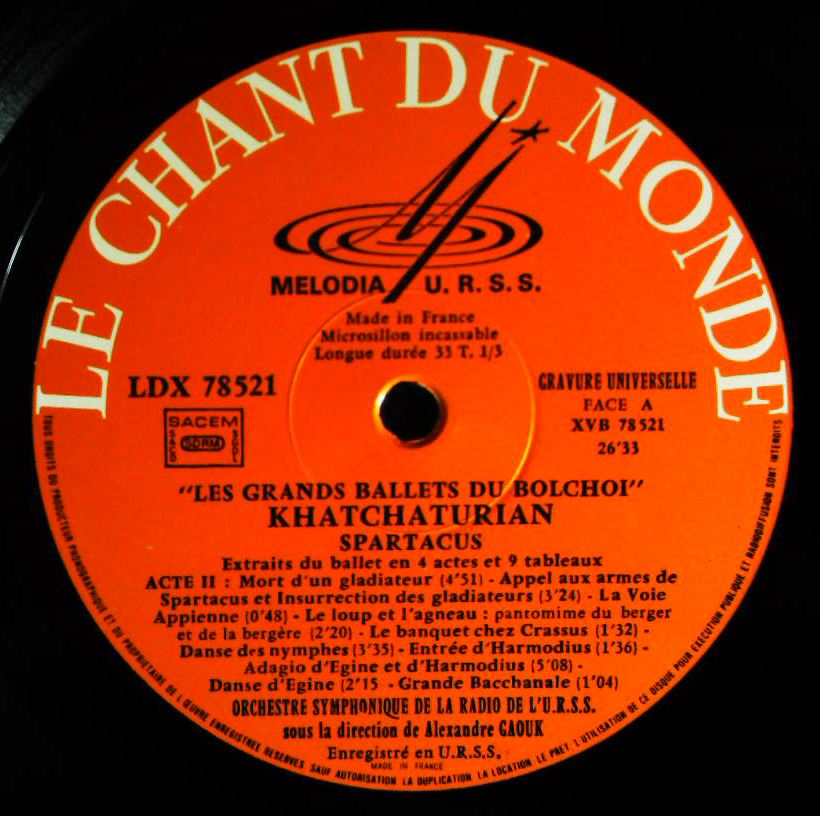 LE CHANT DU MONDE
MELODIA U.R.S.S.
Made in France
Microsillon incassable
Longue durée 33 T. 1/3
LDX 78521
SACEM
SACD SDRM SGDL
GRAVURE UNIVERSELLE
FACE A
XVB 78521
26'33
"LES GRANDS BALLETS DU BOLCHOI"
KHATCHATURIAN
SPARTACUS
Extraits du ballet en 4 actes et 9 tableaux
ACTE II : Mort d'un gladiateur (4'51) - Appel aux armes de
Spartacus et Insurrection des gladiateurs (3'24) - La Voie
Appienne (0'48) - Le loup et l'agneau : pantomime du berger
et de la bergère (2'20) - Le banquet chez Crassus (1'32) -
Danse des nymphes (3'35) - Entrée d'Harmodius (1'36) -
Adagio d'Egine et d'Harmodius (5'08) -
Danse d'Egine (2'15 - Grande Bacchanale (1'04)
ORCHESTRE SYMPHONIQUE DE LA RADIO DE L'U.R.S.S.
sous la direction de Alexandre GAOUK
Enregistré en U.R.S.S.
MADE IN FRANCE
TOUS DROITS DU PRODUCTEUR PHONOGRAPHIQUE ET DU PROPRIETAIRE DE L'ŒUVRE ENREGISTREE RESERVES SAUF AUTORISATION LA DUPLICATION LA LOCATION LE PRET L'UTILISATION DE CE DISQUE POUR EXECUTION PUBLIQUE ET RADIODIFFUSION SONT INTERDITS